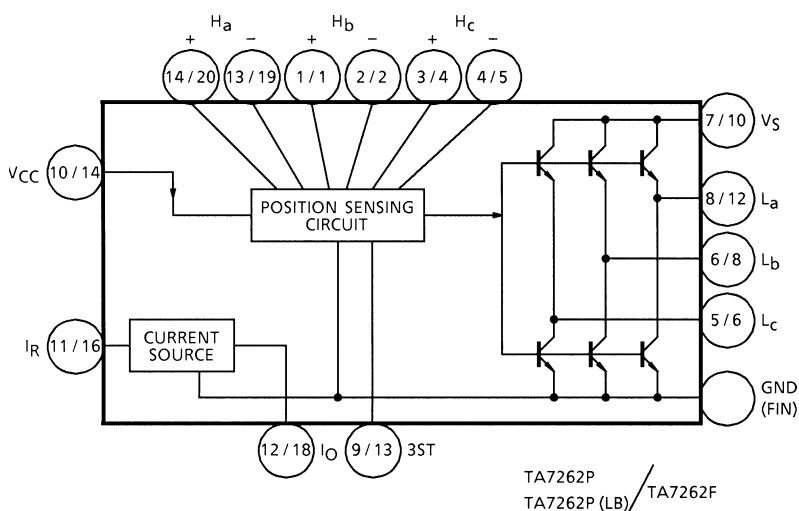 Ha Hb Hc
+ − + − + −
14 / 20 13 / 19 1 / 1 2 / 2 3 / 4 4 / 5
7 / 10 VS
VCC 10 / 14
POSITION SENSING
CIRCUIT
8 / 12 La
6 / 8 Lb
5 / 6 Lc
IR 11 / 16
CURRENT
SOURCE
GND
(FIN)
12 / 18 IO 9 / 13 3ST
TA7262P
TA7262P (LB) / TA7262F